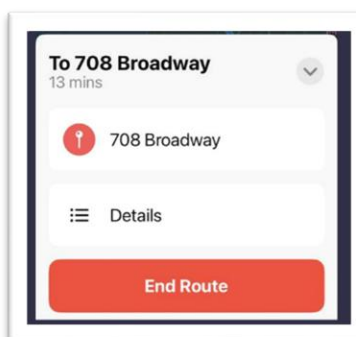 To 708 Broadway
13 mins
708 Broadway
Details
End Route